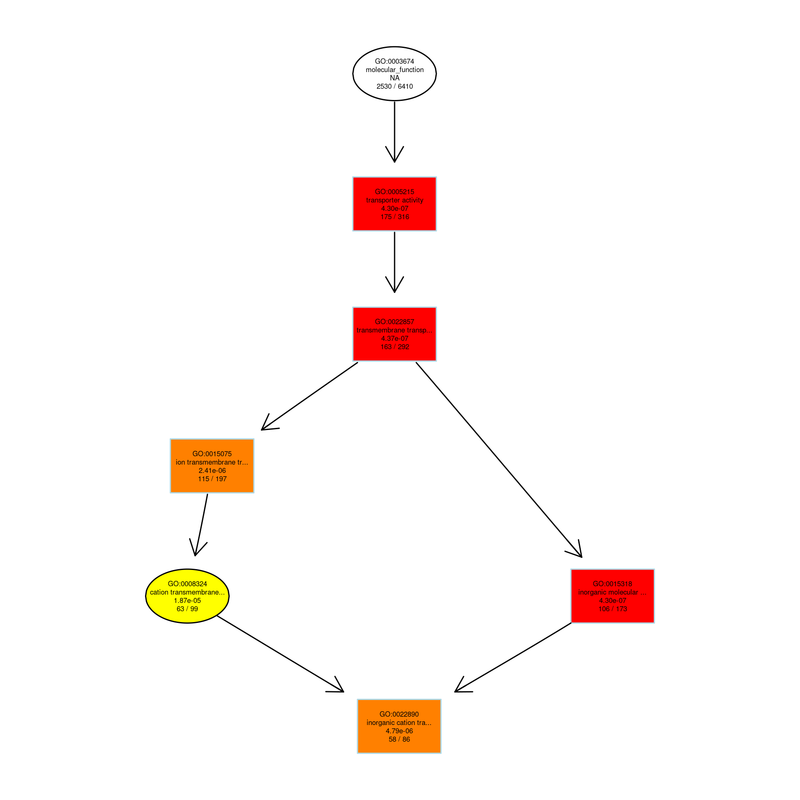 GO:0003674
molecular_function
NA
2530 / 6410
GO:0005215
transporter activity
4.20e-07
175 / 316
GO:0022857
transmembrane transp...
4.37e-07
163 / 292
GO:0015075
ion transmembrane tr...
2.41e-06
115 / 197
GO:0008324
cation transmembrane...
1.87e-05
63 / 99
GO:0015318
inorganic molecular ...
4.30e-07
106 / 173
GO:0022890
inorganic cation tra...
4.79e-06
58 / 86